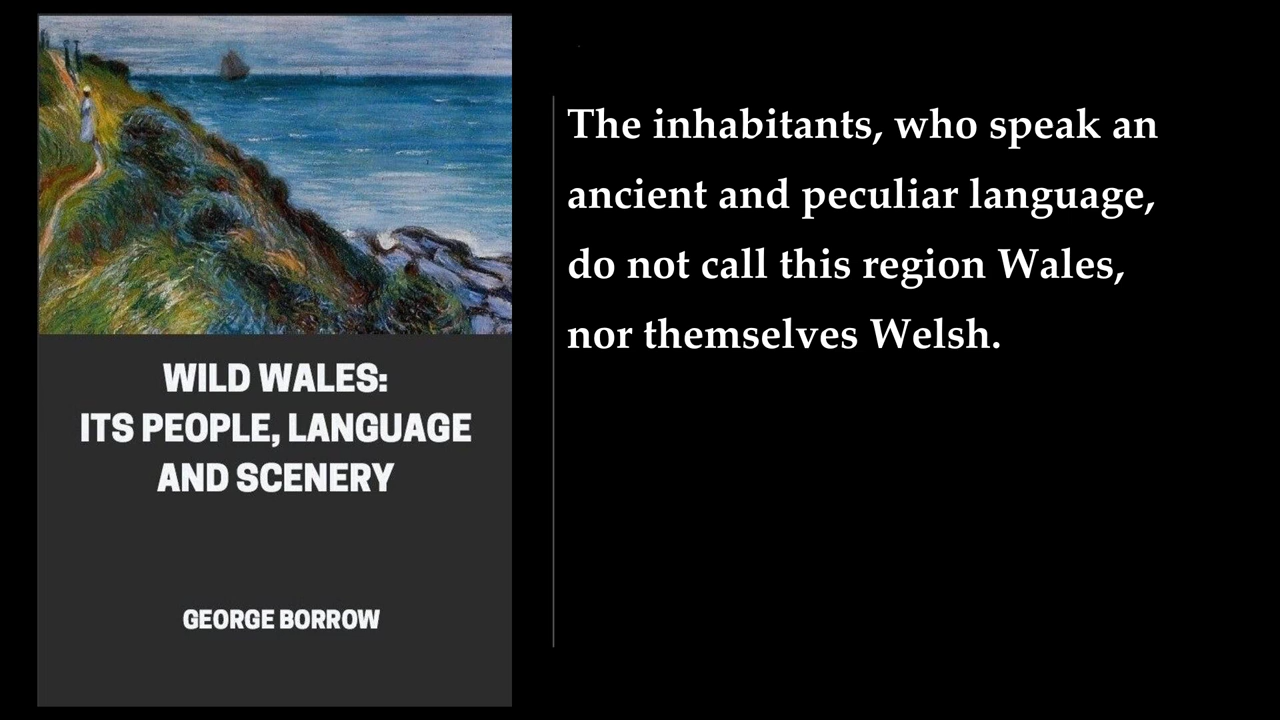 WILD WALES:
ITS PEOPLE, LANGUAGE
AND SCENERY
GEORGE BORROW
The inhabitants, who speak an
ancient and peculiar language,
do not call this region Wales,
nor themselves Welsh.